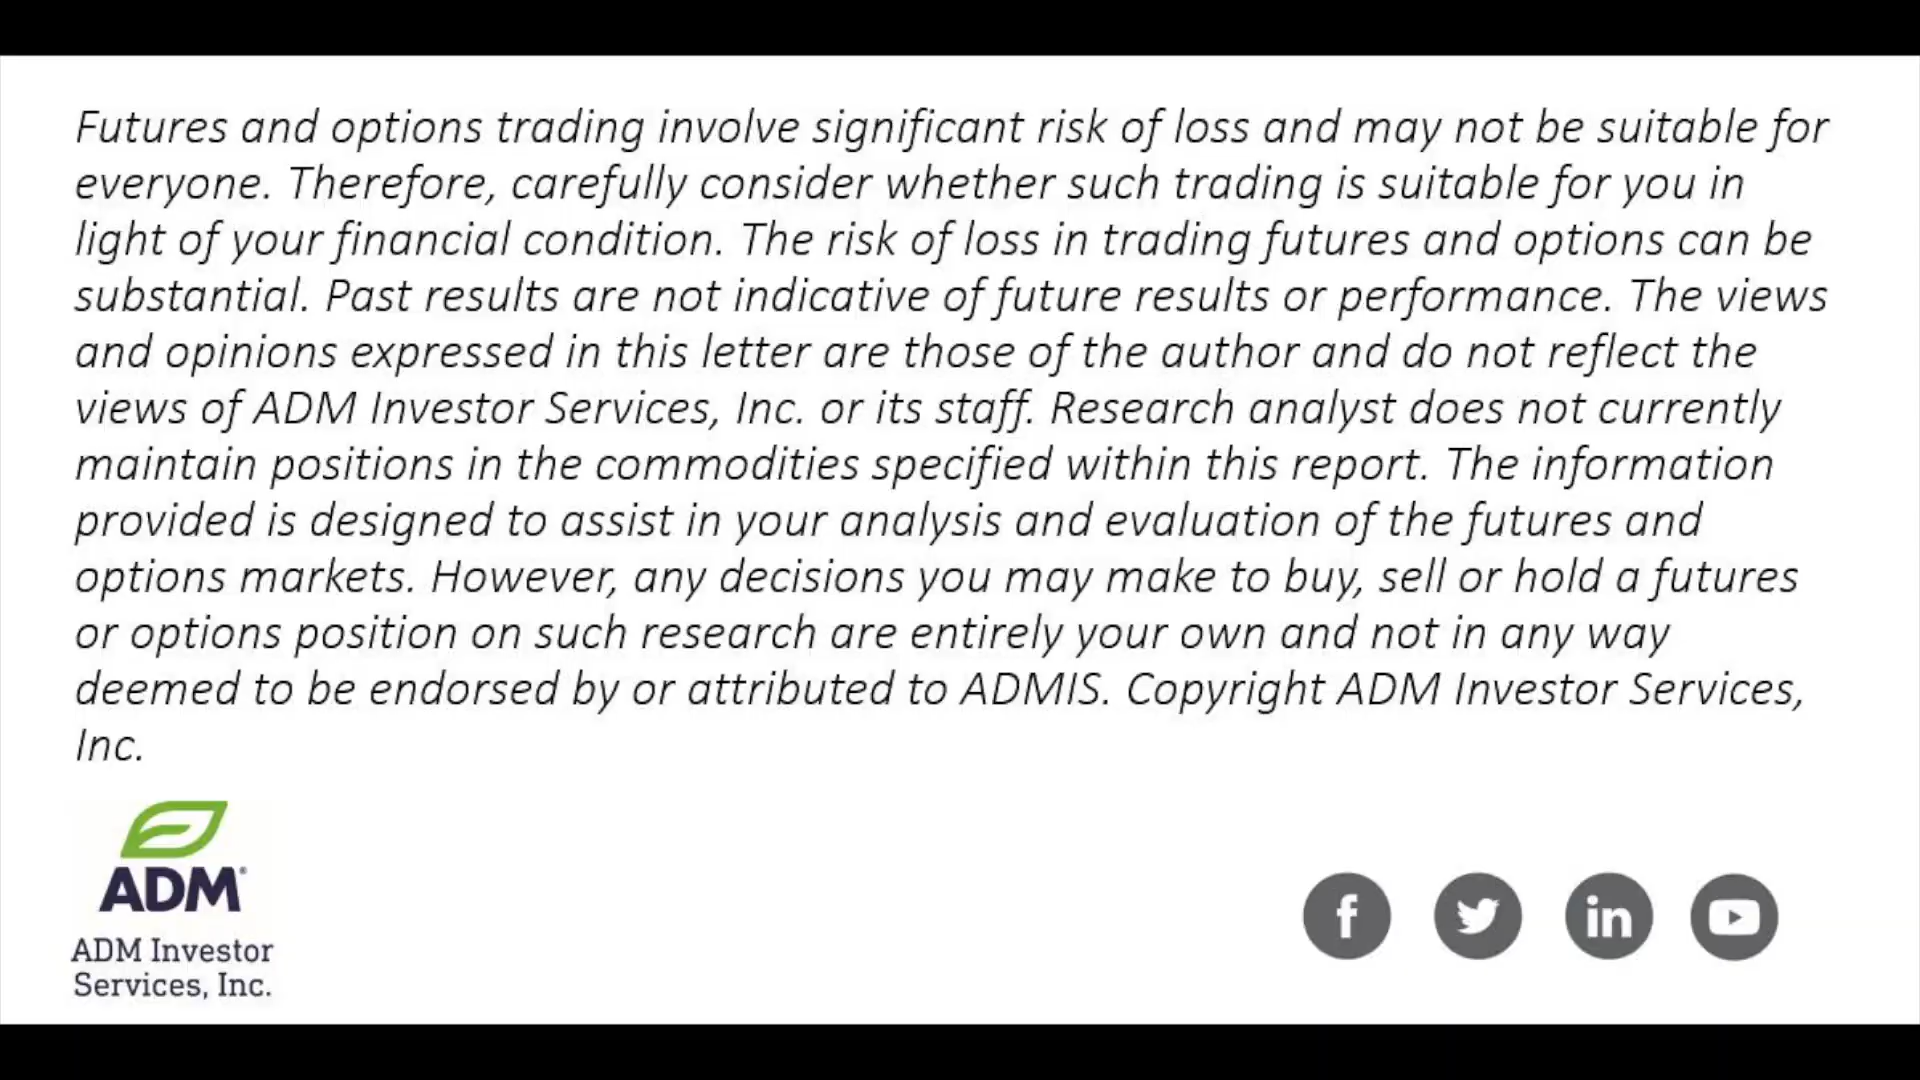 Futures and options trading involve significant risk of loss and may not be suitable for
everyone. Therefore, carefully consider whether such trading is suitable for you in
light of your financial condition. The risk of loss in trading futures and options can be
substantial. Past results are not indicative of future results or performance. The views
and opinions expressed in this letter are those of the author and do not reflect the
views of ADM Investor Services, Inc. or its staff. Research analyst does not currently
maintain positions in the commodities specified within this report. The information
provided is designed to assist in your analysis and evaluation of the futures and
options markets. However, any decisions you may make to buy, sell or hold a futures
or options position on such research are entirely your own and not in any way
deemed to be endorsed by or attributed to ADMIS. Copyright ADM Investor Services,
Inc.
ADM®
ADM Investor
Services, Inc.
f
in